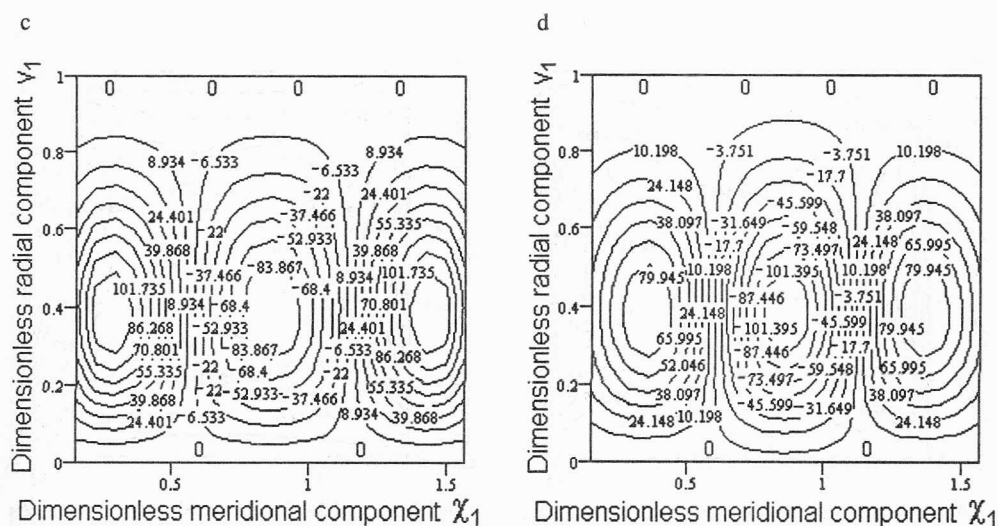 c
d
Dimensionless radial component ν1
1
0.8
0.6
0.4
0.2
0
0 0 0 0
8.934 −6.533 8.934
−6.533
24.401 −22 −22
−37.466 55.335
39.868 −52.933 39.868
−37.466 83.867 101.735
101.735 −68.4 −68.4 8.934
8.934 70.801
86.268 −52.933 24.401
70.801 83.867 6.533 86.268
55.335 −22 68.4 −22 55.335
39.868 −22 −52.933 −37.466 39.868
24.401 −6.533 8.934
0 0
0.5 1 1.5
Dimensionless meridional component χ1
Dimensionless radial component ν1
1
0.8
0.6
0.4
0.2
0
0 0 0 0
10.198 −3.751 −3.751 10.198
24.148 −17.7
38.097 −31.649 −45.599 38.097
−17.7 59.548 24.148 65.995
73.497
79.945 10.198 101.395 10.198 79.945
−87.446 −3.751
24.148 101.395 −45.599 79.945
65.995 −87.446 −17.7
52.046 −73.497 59.548 65.995
38.097 −45.599 −31.649 38.097
24.148 10.198 24.148
0 0
0.5 1 1.5
Dimensionless meridional component χ1